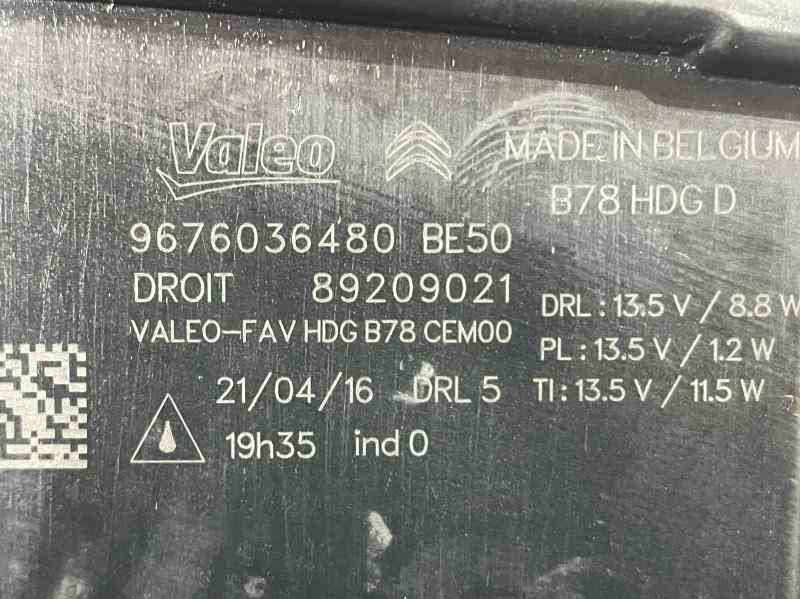 Valeo MADE IN BELGIUM
B78 HDG D
9676036480 BE50
DROIT 89209021
DRL : 13.5 V / 8.8 W
VALEO-FAV HDG B78 CEM00
PL : 13.5 V / 1.2 W
21/04/16 DRL 5
TI : 13.5 V / 11.5 W
19h35 ind 0